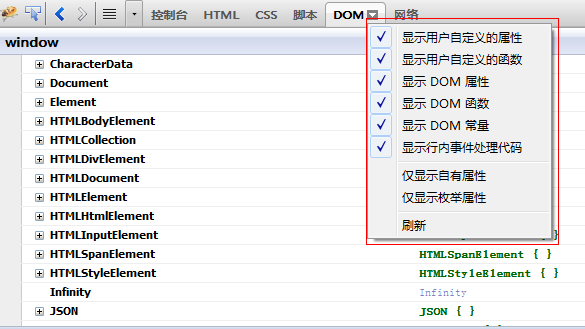 控制台 HTML CSS 脚本 DOM 网络
window
CharacterData
Document
Element
HTMLBodyElement
HTMLCollection
HTMLDivElement
HTMLDocument
HTMLElement
HTMLHtmlElement
HTMLInputElement { }
HTMLSpanElement HTMLSpanElement { }
HTMLStyleElement HTMLStyleElement { }
Infinity Infinity
JSON JSON { }
显示用户自定义的属性
显示用户自定义的函数
显示 DOM 属性
显示 DOM 函数
显示 DOM 常量
显示行内事件处理代码
仅显示自有属性
仅显示枚举属性
刷新